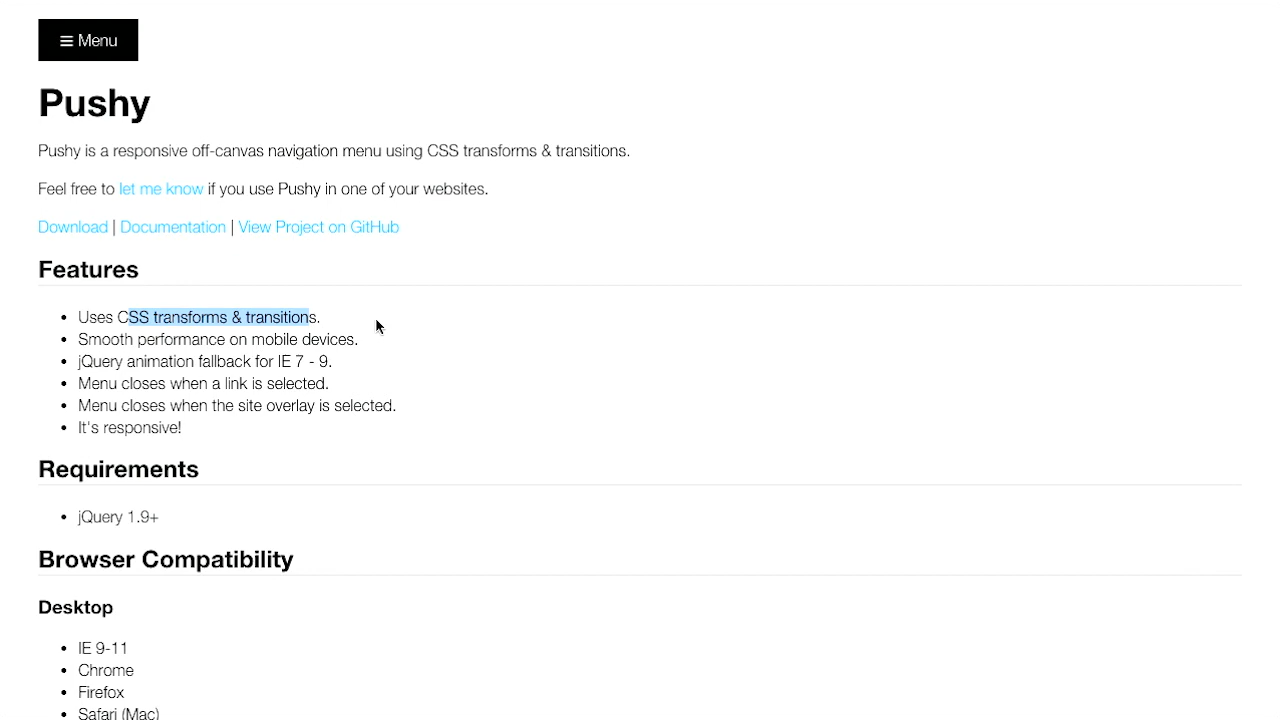 ≡ Menu
Pushy
Pushy is a responsive off-canvas navigation menu using CSS transforms & transitions.
Feel free to let me know if you use Pushy in one of your websites.
Download | Documentation | View Project on GitHub
Features
• Uses CSS transforms & transitions.
• Smooth performance on mobile devices.
• jQuery animation fallback for IE 7 - 9.
• Menu closes when a link is selected.
• Menu closes when the site overlay is selected.
• It's responsive!
Requirements
• jQuery 1.9+
Browser Compatibility
Desktop
• IE 9-11
• Chrome
• Firefox
• Safari (Mac)